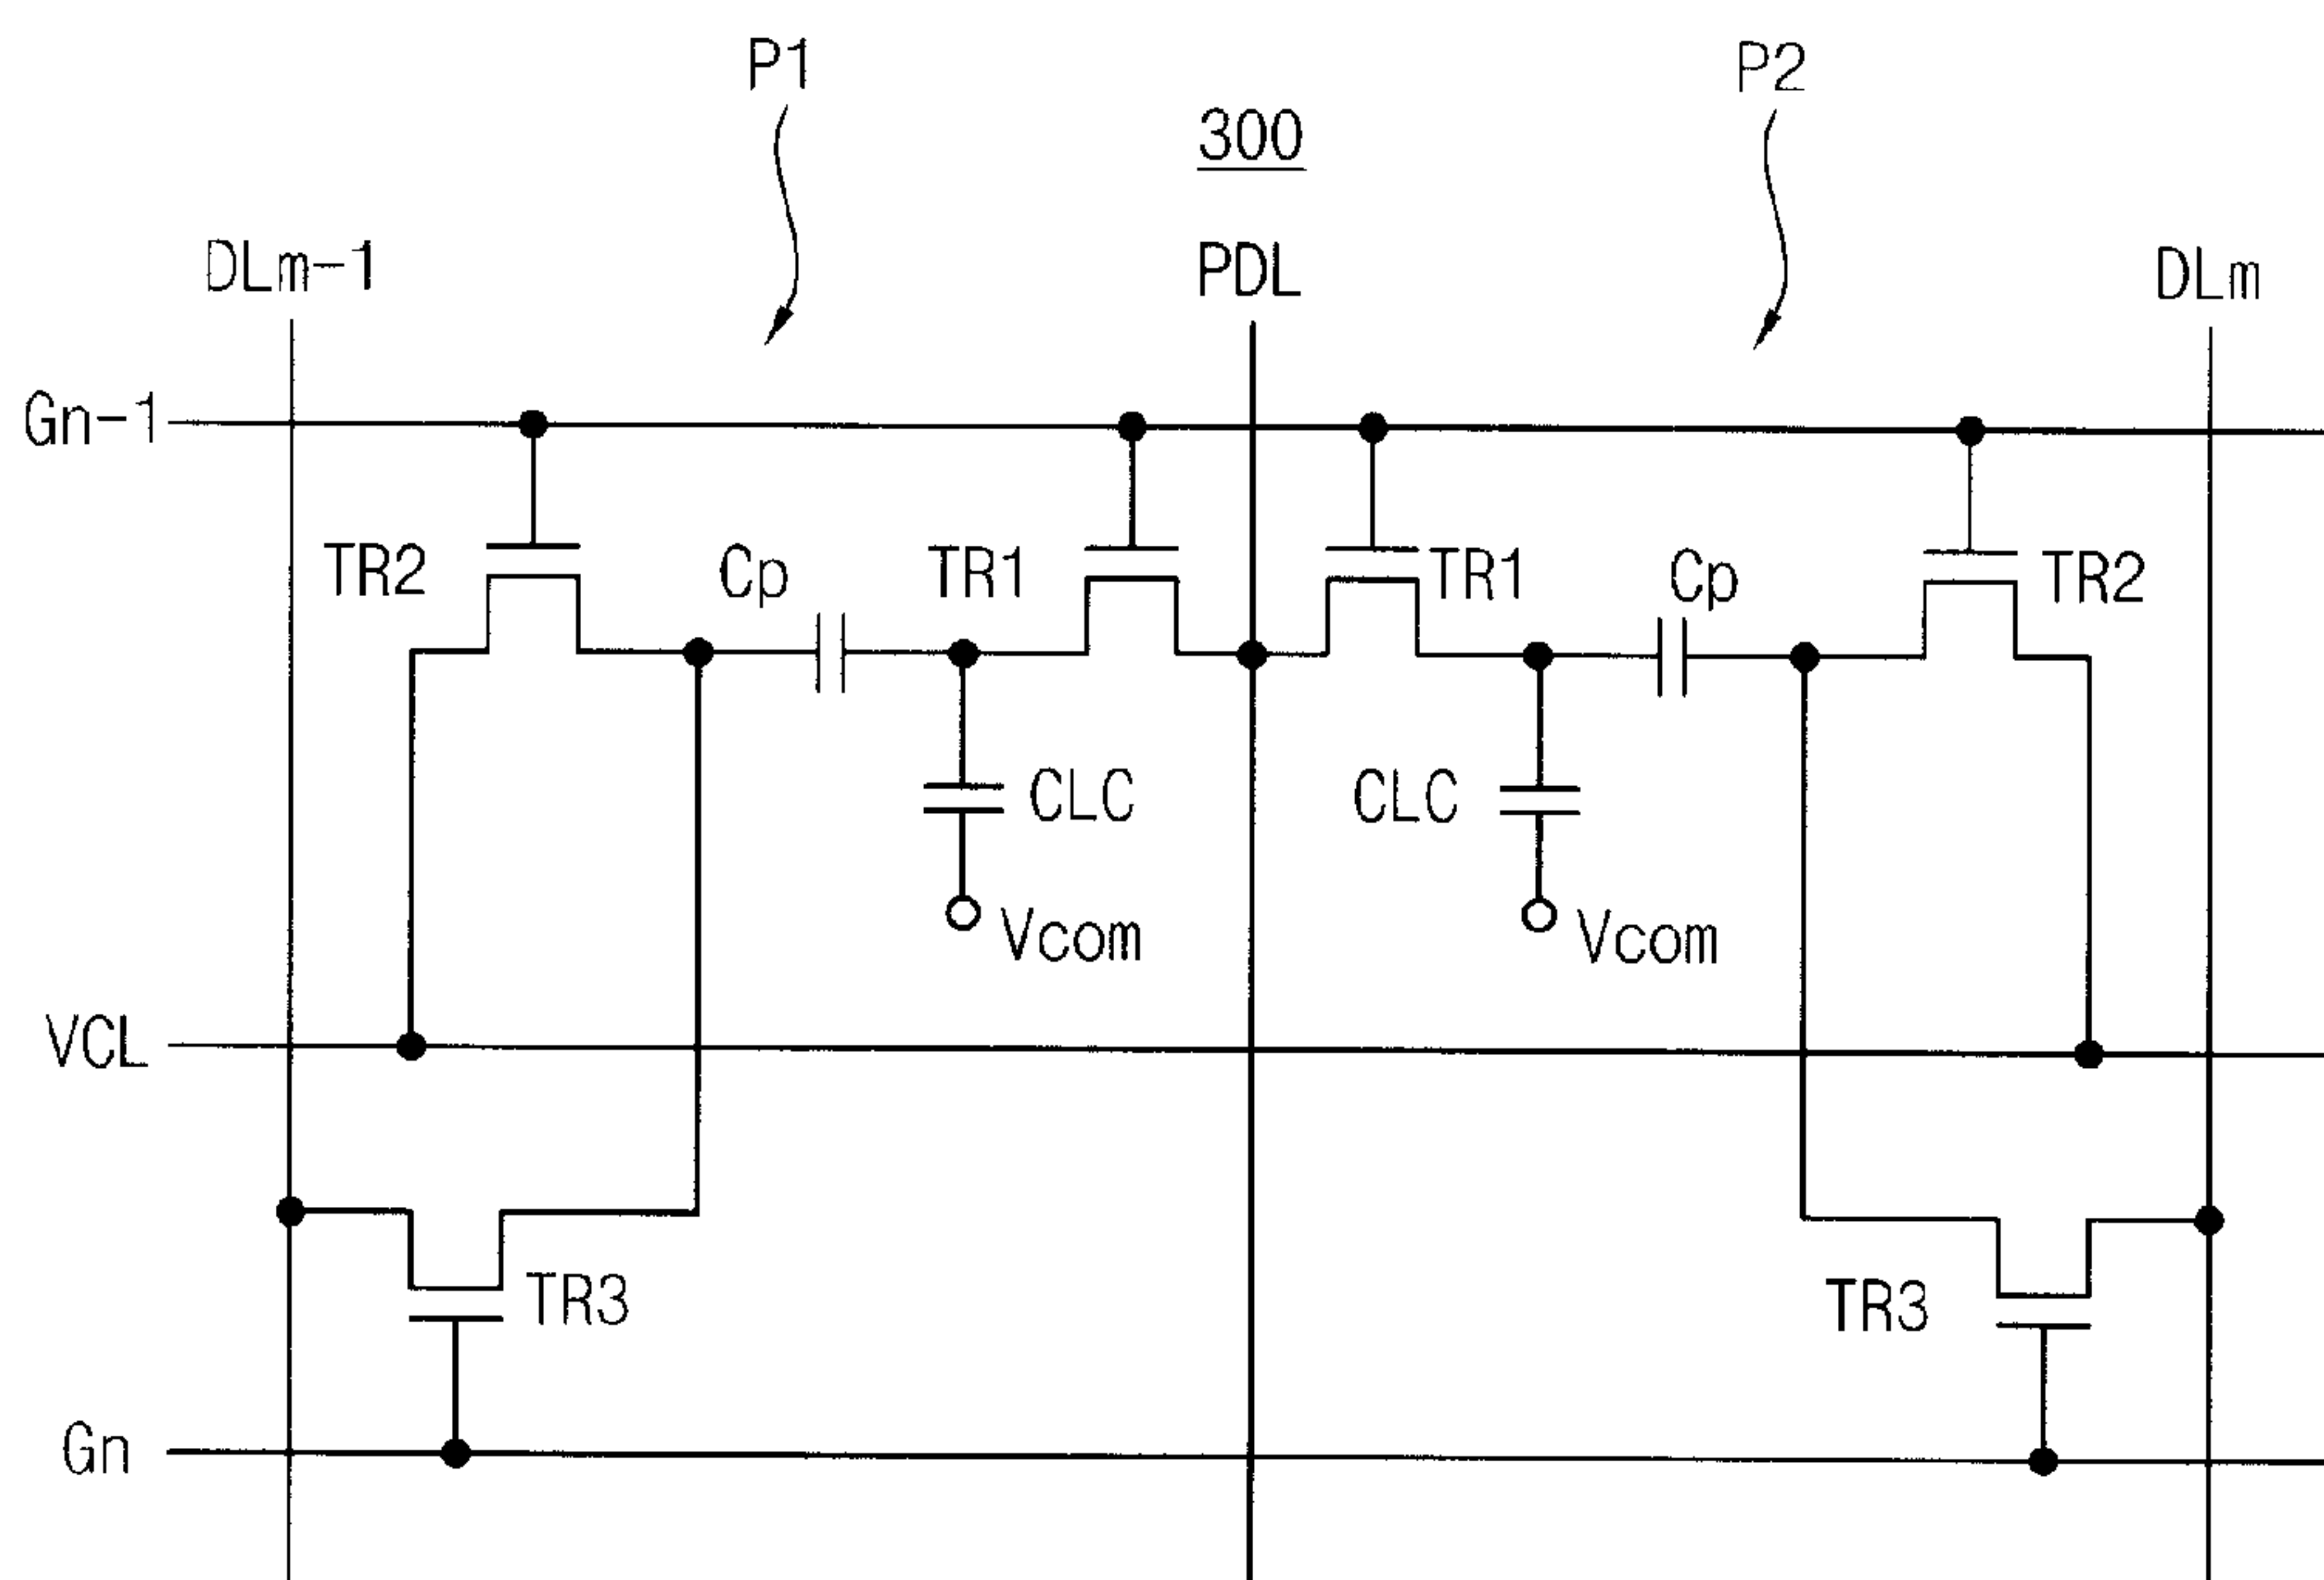 P1
P2
300
DLm-1
PDL
DLm
Gn-1
TR2
Cp
TR1
TR1
Cp
TR2
CLC
CLC
Vcom
Vcom
VCL
TR3
TR3
Gn